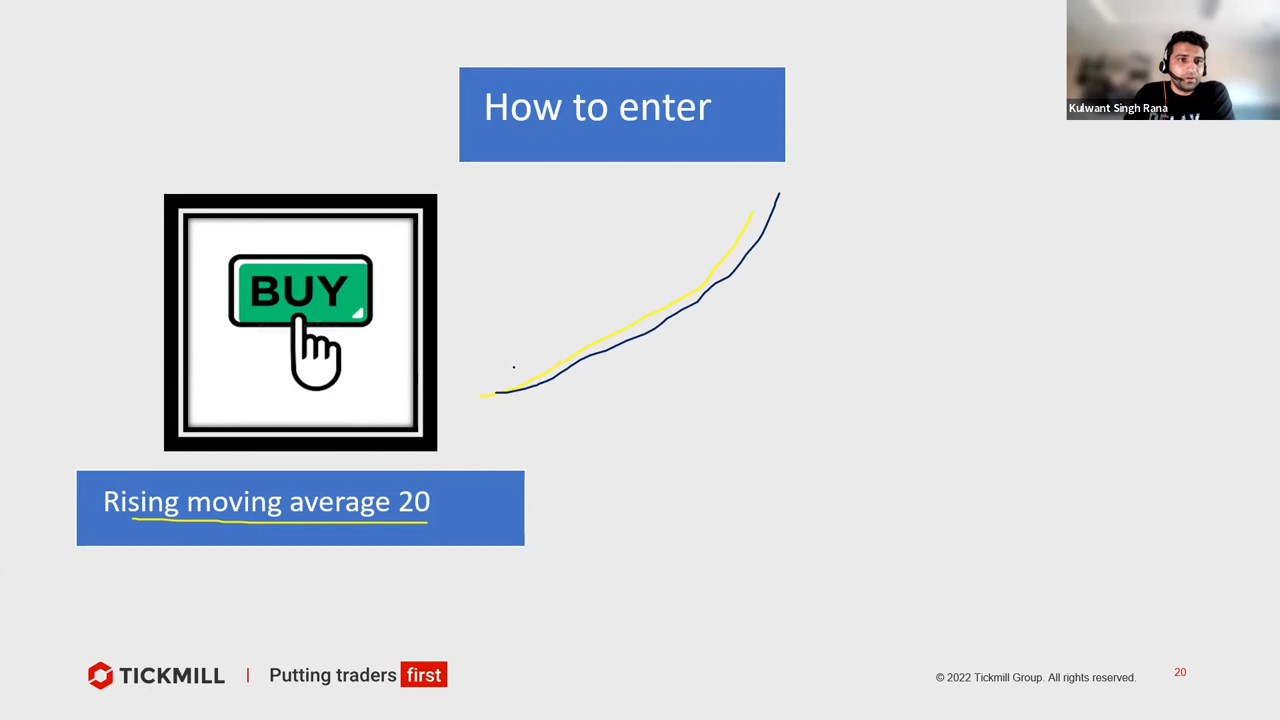 How to enter
Kulwant Singh Rana
BUY
Rising moving average 20
TICKMILL | Putting traders first
© 2022 Tickmill Group. All rights reserved.
20